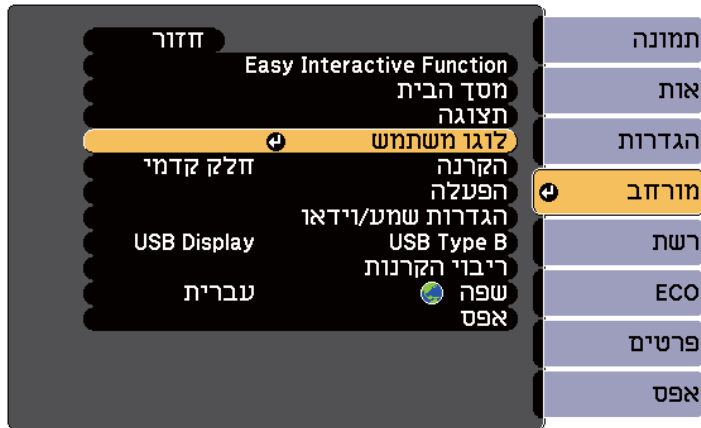 תמונה
אות
הגדרות
מורחב
רשת
ECO
פרטים
אפס
חזור
Easy Interactive Function
מסך הבית
תצוגה
לוגו משתמש
הקרנה חלק קדמי
הפעלה
הגדרות שמע/וידאו
USB Type B USB Display
ריבוי הקרנות
שפה עברית
אפס